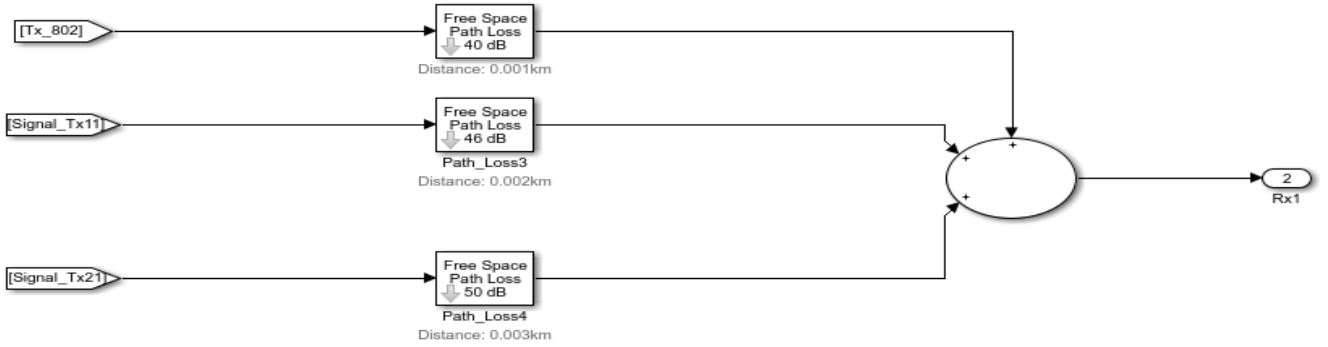 [Tx_802]
Free Space
Path Loss
40 dB
Distance: 0.001km
[Signal_Tx11]
Free Space
Path Loss
46 dB
Path_Loss3
Distance: 0.002km
+
+
+
2
Rx1
[Signal_Tx21]
Free Space
Path Loss
50 dB
Path_Loss4
Distance: 0.003km